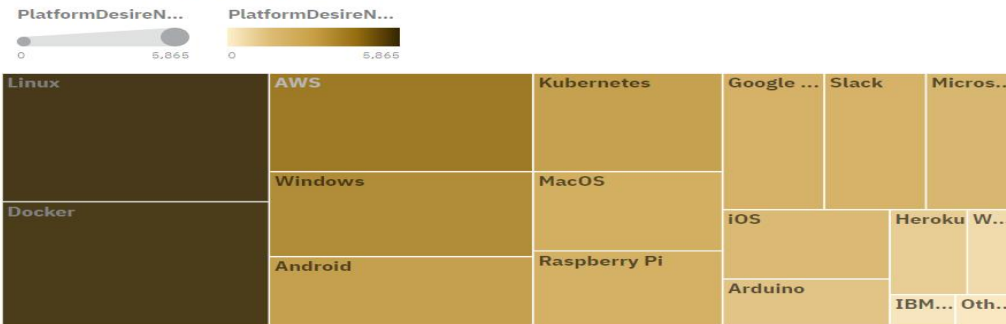 PlatformDesireN... PlatformDesireN...
0 5,865 0 5,865
Linux AWS Kubernetes Google ... Slack Micros...
Windows MacOS
Docker iOS Heroku W...
Android Raspberry Pi
Arduino IBM... Oth...